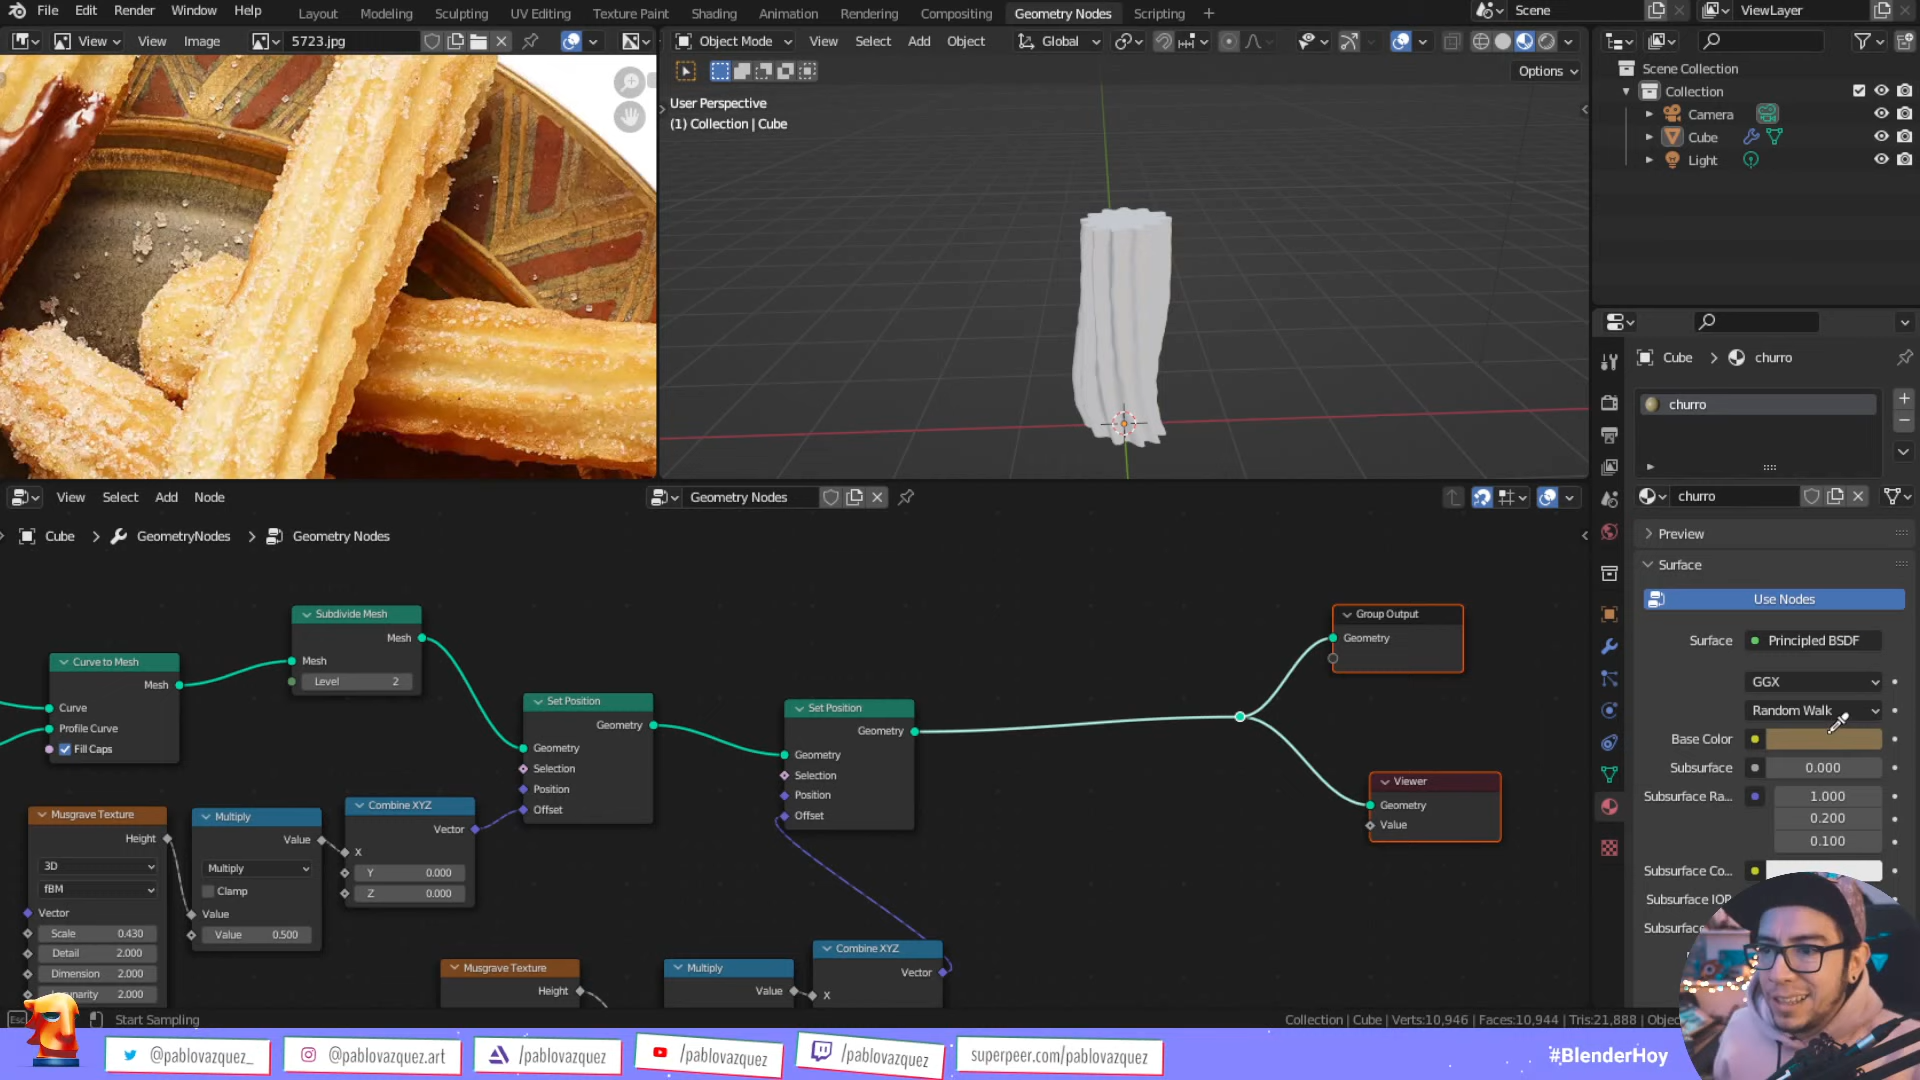 File Edit Render Window Help
Layout Modeling Sculpting UV Editing Texture Paint Shading Animation Rendering Compositing Geometry Nodes Scripting +
Scene ViewLayer
View View Image 5723.jpg
Object Mode View Select Add Object Global
Options
User Perspective
(1) Collection | Cube
Scene Collection
Collection
Camera
Cube
Light
Cube > churro
churro
churro
Preview
Surface
Use Nodes
Surface Principled BSDF
GGX
Random Walk
Base Color
Subsurface 0.000
Subsurface Ra... 1.000
0.200
0.100
Subsurface Co...
Subsurface IOR
Subsurface
View Select Add Node Geometry Nodes
Cube > GeometryNodes > Geometry Nodes
Subdivide Mesh
Mesh
Mesh
Level 2
Curve to Mesh
Mesh
Curve
Profile Curve
Fill Caps
Set Position
Geometry
Geometry
Selection
Position
Offset
Set Position
Geometry
Geometry
Selection
Position
Offset
Group Output
Geometry
Viewer
Geometry
Value
Musgrave Texture
Height
3D
fBM
Vector
Scale 0.430
Detail 2.000
Dimension 2.000
2.000
Multiply
Value
Multiply
Clamp
Value
Value 0.500
Combine XYZ
Vector
X
Y 0.000
Z 0.000
Musgrave Texture
Height
Multiply
Value
Combine XYZ
Vector
X
Esc Start Sampling
Collection | Cube | Verts:10,946 | Faces:10,944 | Tris:21,888 | Objec
@pablovazquez_ @pablovazquez.art /pablovazquez /pablovazquez /pablovazquez superpeer.com/pablovazquez #BlenderHoy